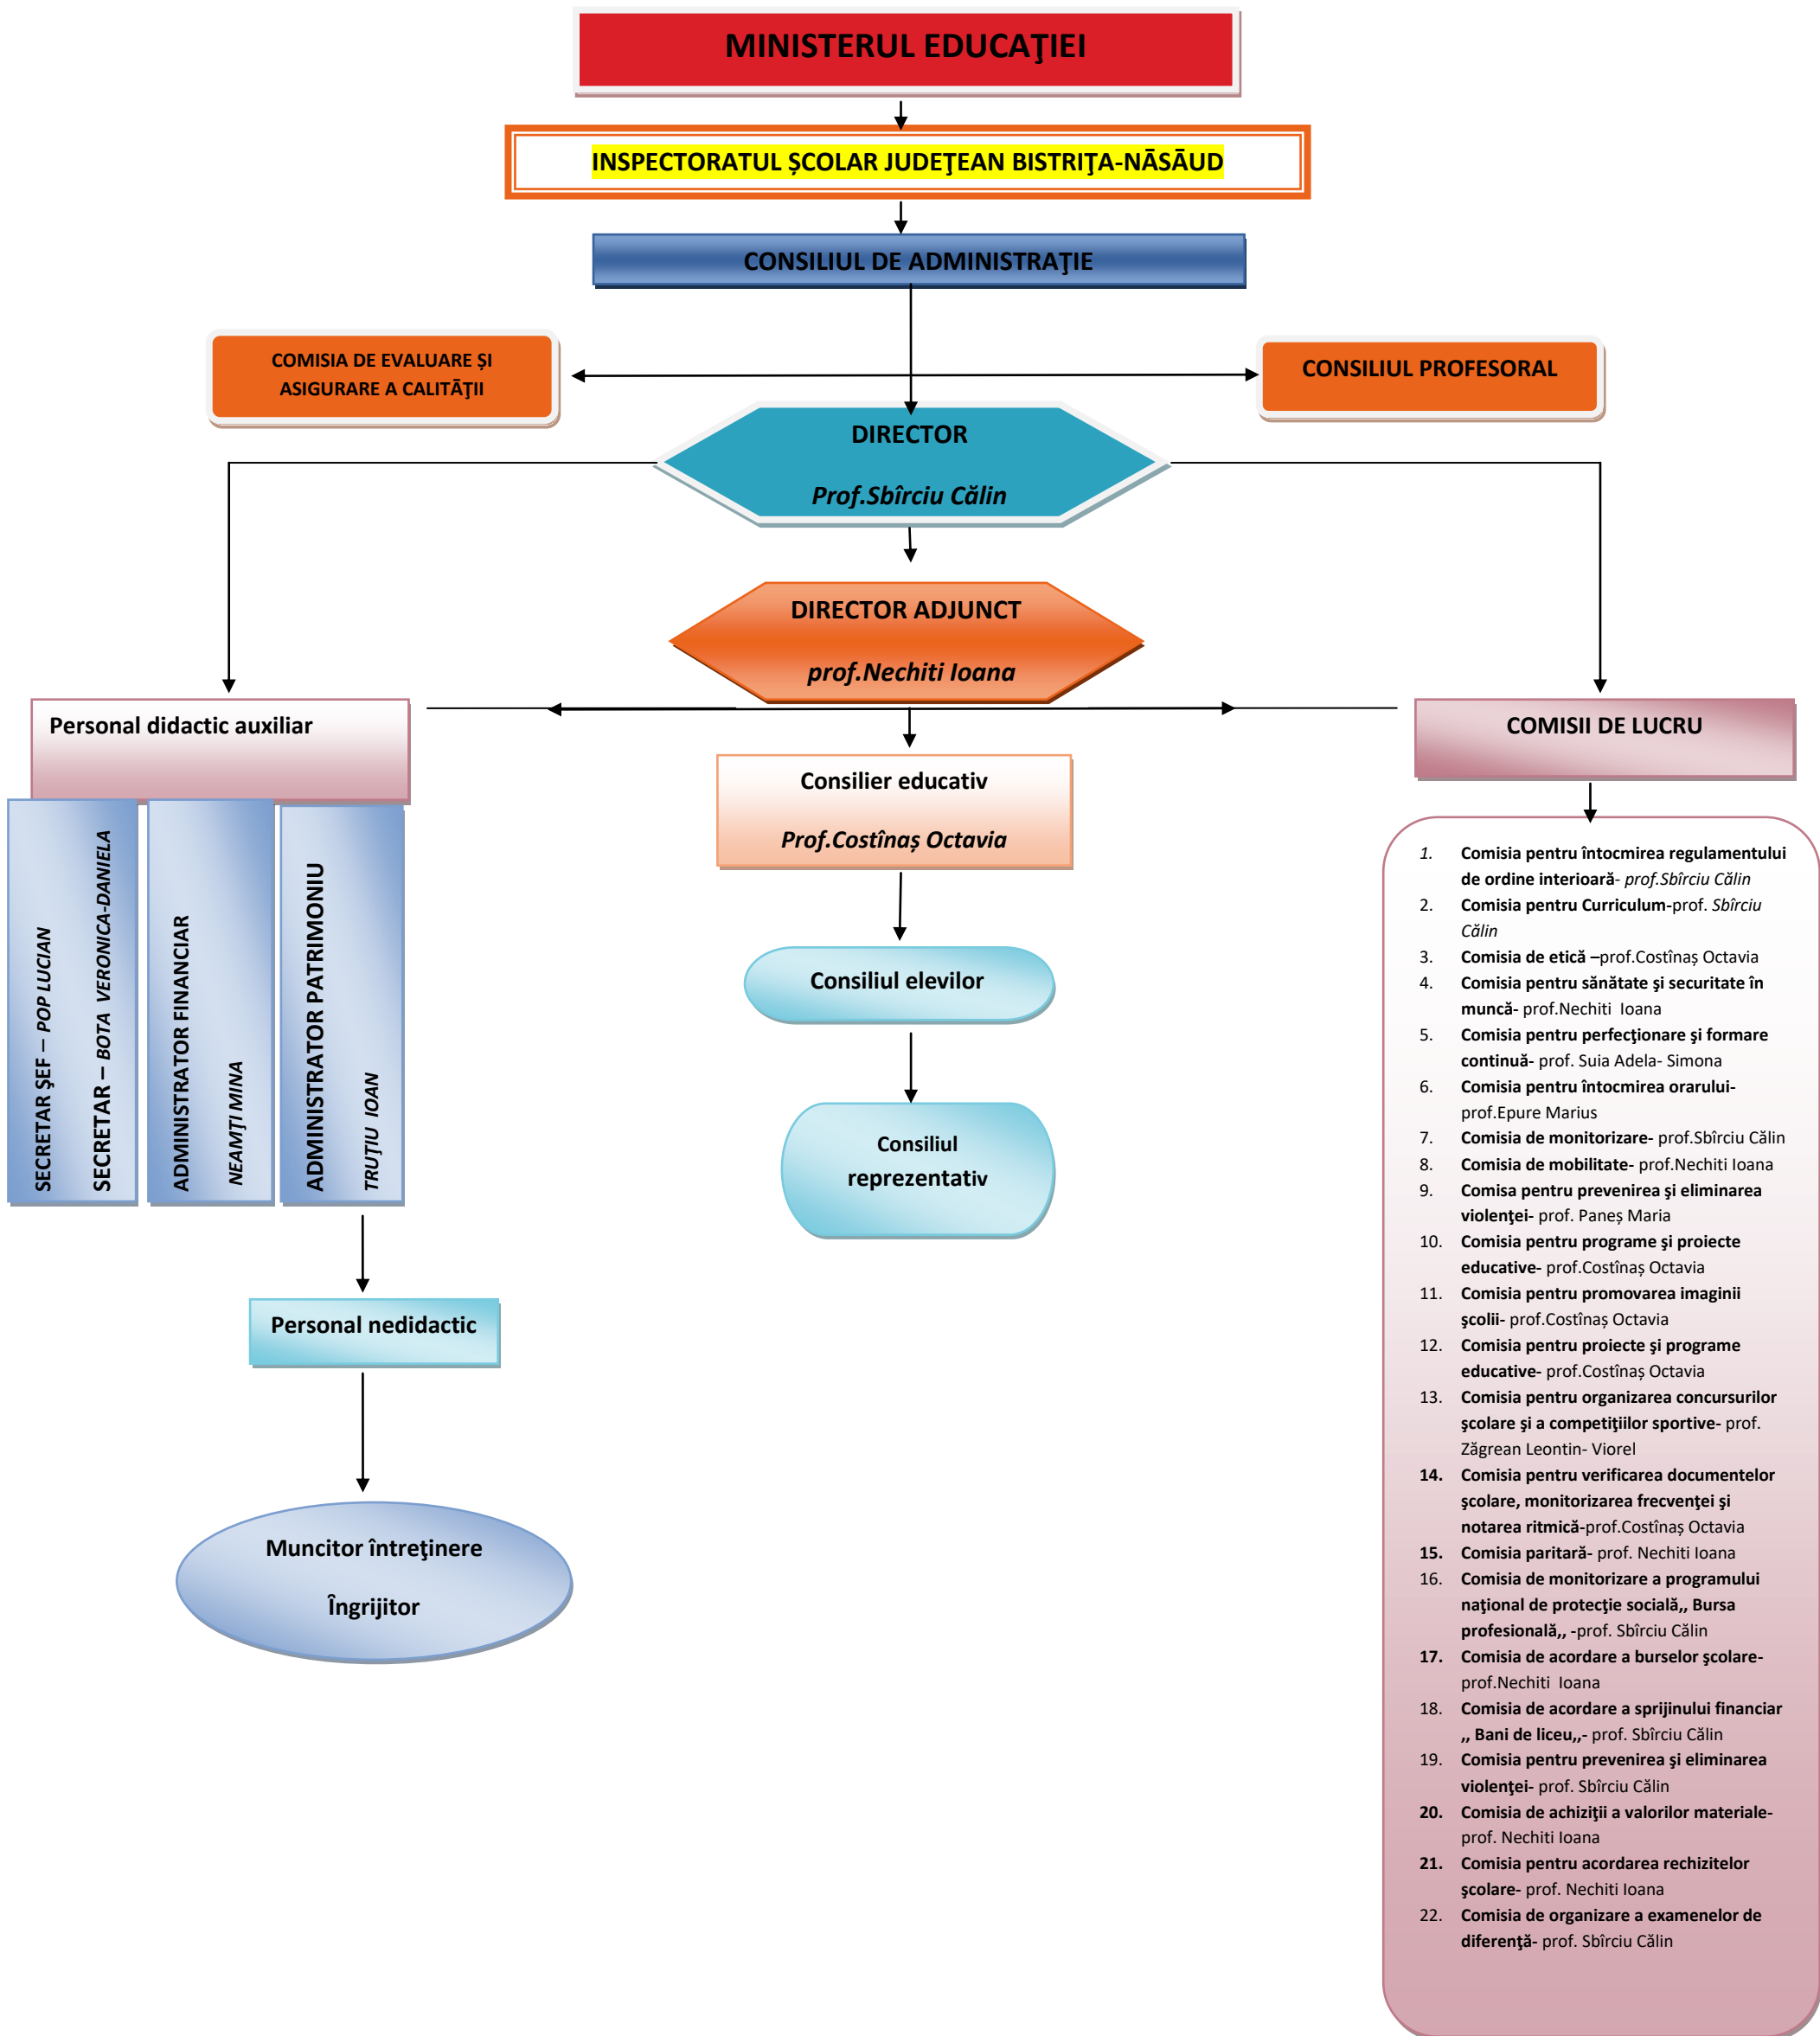 MINISTERUL EDUCAŢIEI
INSPECTORATUL ȘCOLAR JUDEŢEAN BISTRIŢA-NĂSĂUD
CONSILIUL DE ADMINISTRAŢIE
COMISIA DE EVALUARE ȘI
ASIGURARE A CALITĂŢII
CONSILIUL PROFESORAL
DIRECTOR
Prof.Sbîrciu Călin
DIRECTOR ADJUNCT
prof.Nechiti Ioana
Personal didactic auxiliar
SECRETAR ŞEF – POP LUCIAN
SECRETAR – BOTA VERONICA-DANIELA
ADMINISTRATOR FINANCIAR
NEAMŢI MINA
ADMINISTRATOR PATRIMONIU
TRUŢIU IOAN
Personal nedidactic
Muncitor întreţinere
Îngrijitor
Consilier educativ
Prof.Costînaș Octavia
Consiliul elevilor
Consiliul
reprezentativ
COMISII DE LUCRU
1. Comisia pentru întocmirea regulamentului
de ordine interioară- prof.Sbîrciu Călin
2. Comisia pentru Curriculum-prof. Sbîrciu
Călin
3. Comisia de etică –prof.Costînaș Octavia
4. Comisia pentru sănătate şi securitate în
muncă- prof.Nechiti Ioana
5. Comisia pentru perfecţionare şi formare
continuă- prof. Suia Adela- Simona
6. Comisia pentru întocmirea orarului-
prof.Epure Marius
7. Comisia de monitorizare- prof.Sbîrciu Călin
8. Comisia de mobilitate- prof.Nechiti Ioana
9. Comisa pentru prevenirea şi eliminarea
violenţei- prof. Paneș Maria
10. Comisia pentru programe şi proiecte
educative- prof.Costînaș Octavia
11. Comisia pentru promovarea imaginii
şcolii- prof.Costînaș Octavia
12. Comisia pentru proiecte şi programe
educative- prof.Costînaș Octavia
13. Comisia pentru organizarea concursurilor
şcolare şi a competiţiilor sportive- prof.
Zăgrean Leontin- Viorel
14. Comisia pentru verificarea documentelor
şcolare, monitorizarea frecvenţei şi
notarea ritmică-prof.Costînaș Octavia
15. Comisia paritară- prof. Nechiti Ioana
16. Comisia de monitorizare a programului
naţional de protecţie socială,, Bursa
profesională,, -prof. Sbîrciu Călin
17. Comisia de acordare a burselor şcolare-
prof.Nechiti Ioana
18. Comisia de acordare a sprijinului financiar
,, Bani de liceu,,- prof. Sbîrciu Călin
19. Comisia pentru prevenirea şi eliminarea
violenţei- prof. Sbîrciu Călin
20. Comisia de achiziţii a valorilor materiale-
prof. Nechiti Ioana
21. Comisia pentru acordarea rechizitelor
şcolare- prof. Nechiti Ioana
22. Comisia de organizare a examenelor de
diferenţă- prof. Sbîrciu Călin